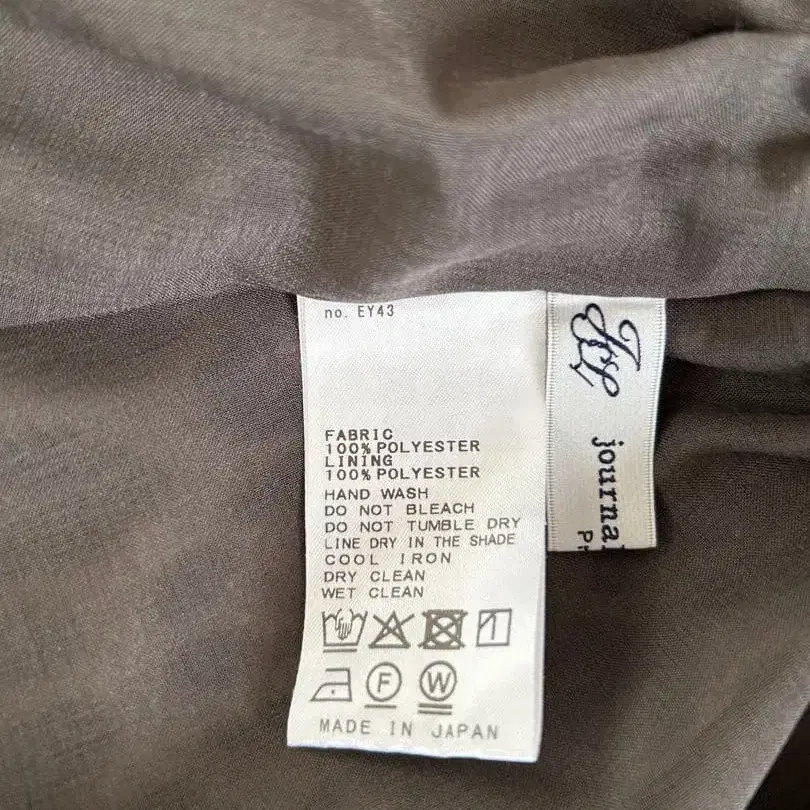 no. EY43
FABRIC
100% POLYESTER
LINING
100% POLYESTER
HAND WASH
DO NOT BLEACH
DO NOT TUMBLE DRY
LINE DRY IN THE SHADE
COOL IRON
DRY CLEAN
WET CLEAN
F W
MADE IN JAPAN
journal